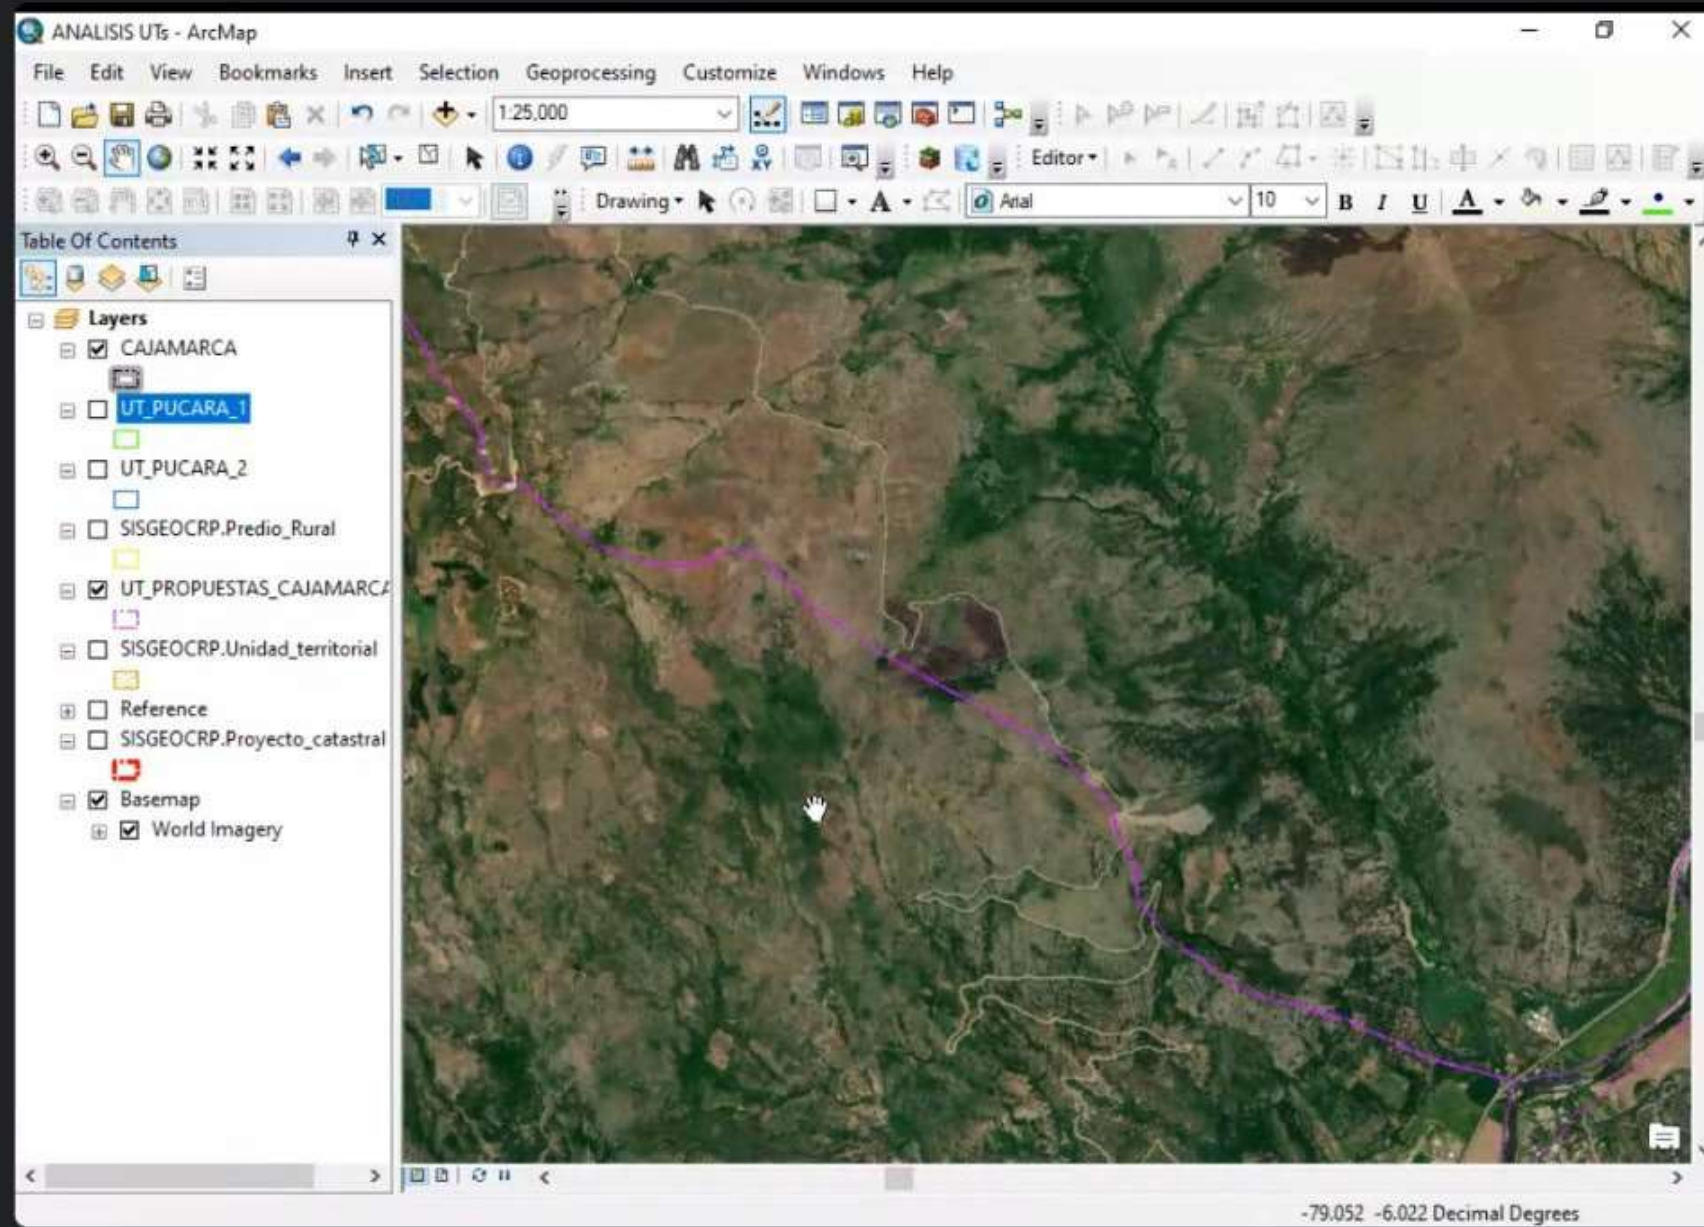 ANALISIS UTs - ArcMap
File Edit View Bookmarks Insert Selection Geoprocessing Customize Windows Help
1:25,000
Editor
Drawing A Arial 10 B I U A
Table Of Contents
Layers
CAJAMARCA
UT_PUCARA_1
UT_PUCARA_2
SISGEOCRP.Predio_Rural
UT_PROPUESTAS_CAJAMARCA
SISGEOCRP.Unidad_territorial
Reference
SISGEOCRP.Proyecto_catastral
Basemap
World Imagery
-79.052 -6.022 Decimal Degrees